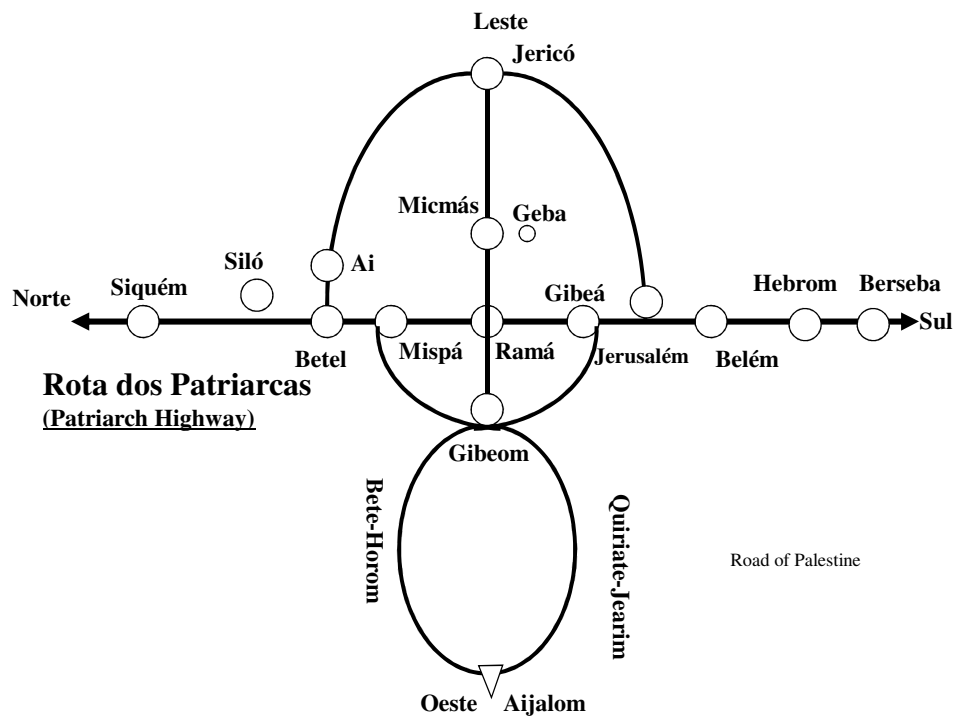 Leste
Jericó
Micmás
Geba
Ai
Siló
Siquém
Norte
Gibeá
Hebrom
Berseba
Sul
Betel
Mispá
Ramá
Jerusalém
Belém
Rota dos Patriarcas
(Patriarch Highway)
Gibeom
Bete-Horom
Quiriate-Jearim
Road of Palestine
Oeste
Aijalom